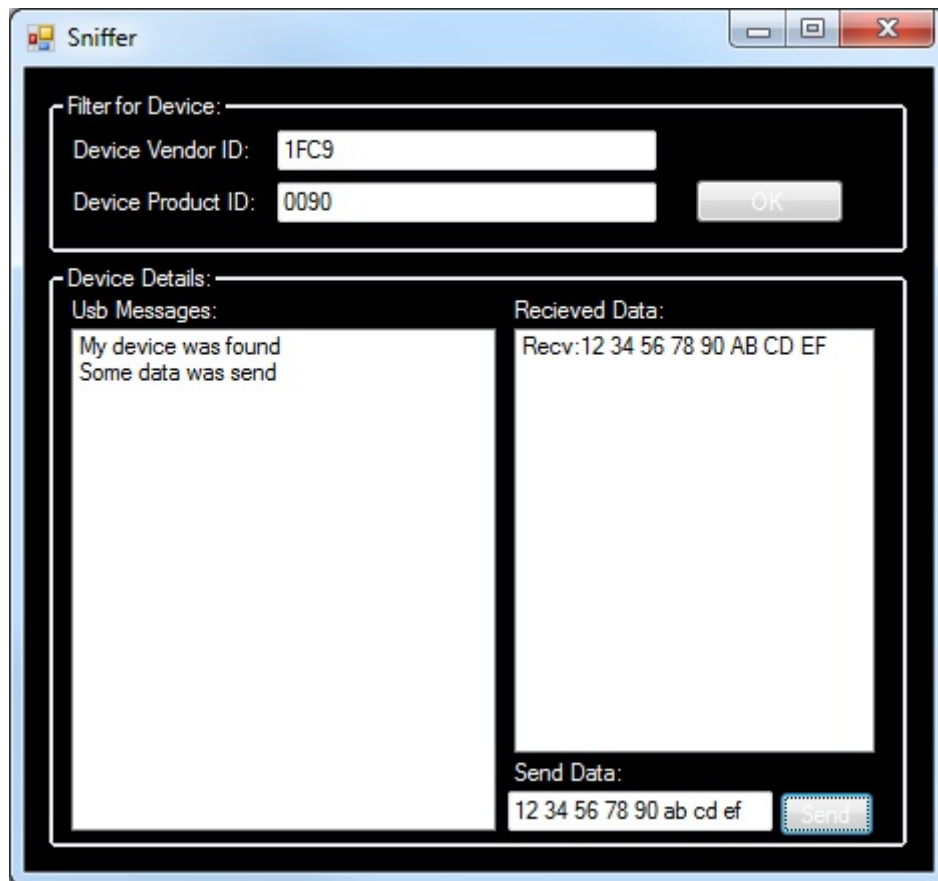 Sniffer
Filter for Device:
Device Vendor ID: 1FC9
Device Product ID: 0090 OK
Device Details:
Usb Messages:
My device was found
Some data was send
Recieved Data:
Recv:12 34 56 78 90 AB CD EF
Send Data:
12 34 56 78 90 ab cd ef Send